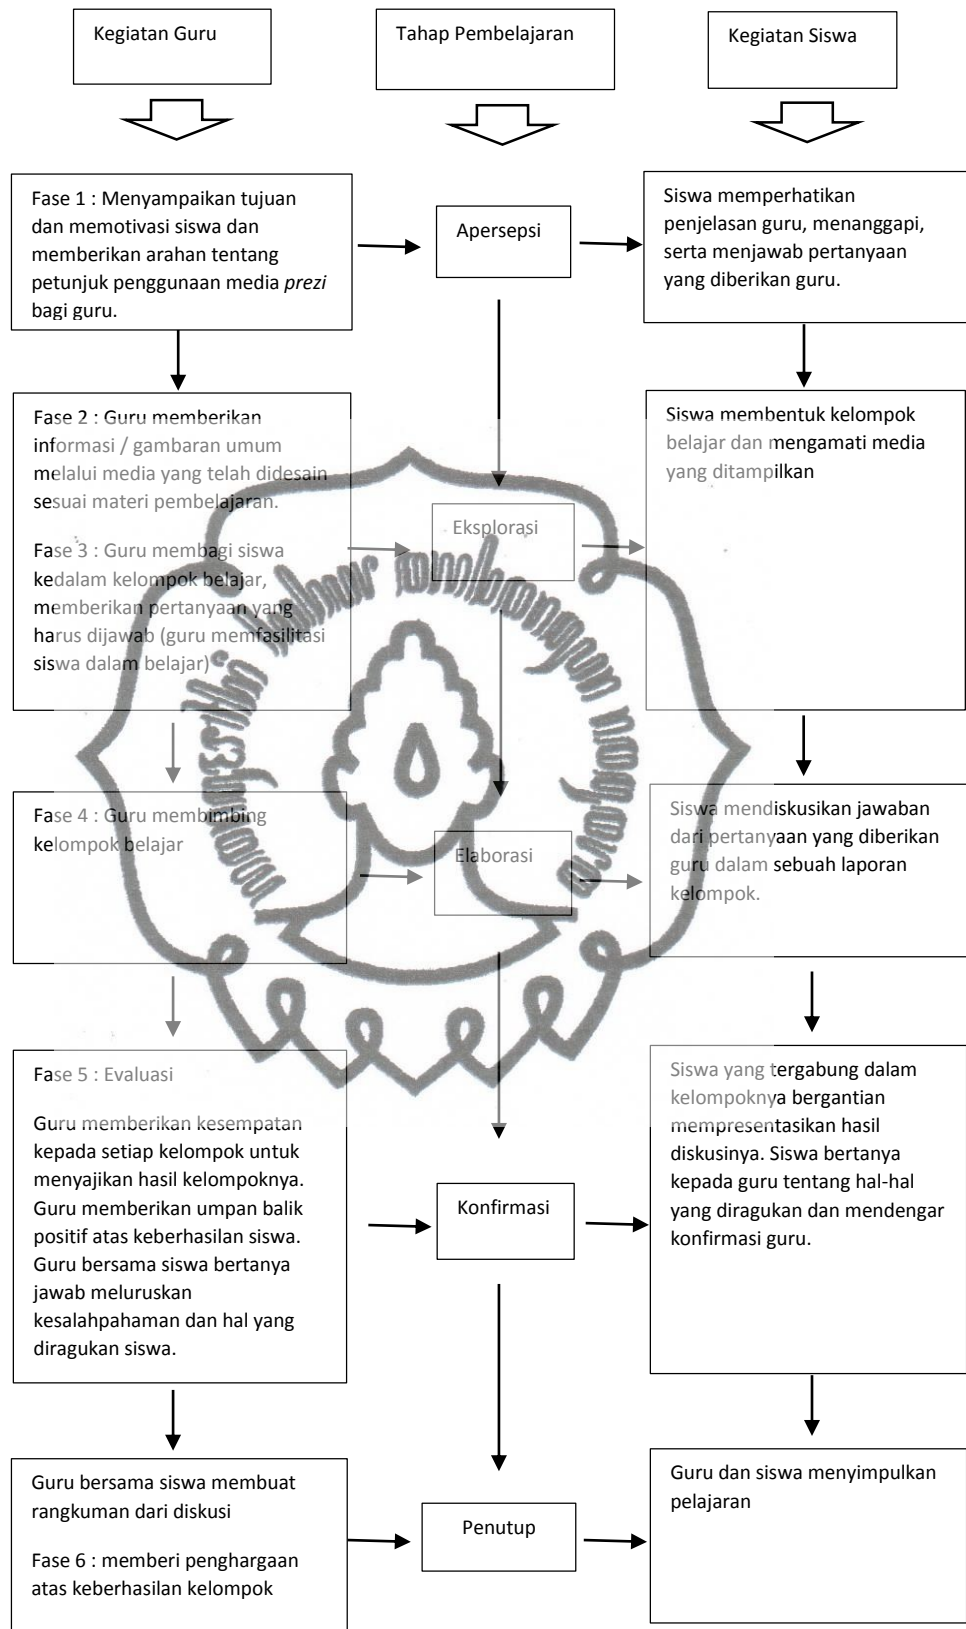 Kegiatan Guru
Tahap Pembelajaran
Kegiatan Siswa
Fase 1 : Menyampaikan tujuan
dan memotivasi siswa dan
memberikan arahan tentang
petunjuk penggunaan media prezi
bagi guru.
Apersepsi
Siswa memperhatikan
penjelasan guru, menanggapi,
serta menjawab pertanyaan
yang diberikan guru.
Fase 2 : Guru memberikan
informasi / gambaran umum
melalui media yang telah didesain
sesuai materi pembelajaran.
Fase 3 : Guru membagi siswa
kedalam kelompok belajar,
memberikan pertanyaan yang
harus dijawab (guru memfasilitasi
siswa dalam belajar)
Eksplorasi
Siswa membentuk kelompok
belajar dan mengamati media
yang ditampilkan
Fase 4 : Guru membimbing
kelompok belajar
Elaborasi
Siswa mendiskusikan jawaban
dari pertanyaan yang diberikan
guru dalam sebuah laporan
kelompok.
Fase 5 : Evaluasi
Guru memberikan kesempatan
kepada setiap kelompok untuk
menyajikan hasil kelompoknya.
Guru memberikan umpan balik
positif atas keberhasilan siswa.
Guru bersama siswa bertanya
jawab meluruskan
kesalahpahaman dan hal yang
diragukan siswa.
Konfirmasi
Siswa yang tergabung dalam
kelompoknya bergantian
mempresentasikan hasil
diskusinya. Siswa bertanya
kepada guru tentang hal-hal
yang diragukan dan mendengar
konfirmasi guru.
Guru bersama siswa membuat
rangkuman dari diskusi
Fase 6 : memberi penghargaan
atas keberhasilan kelompok
Penutup
Guru dan siswa menyimpulkan
pelajaran